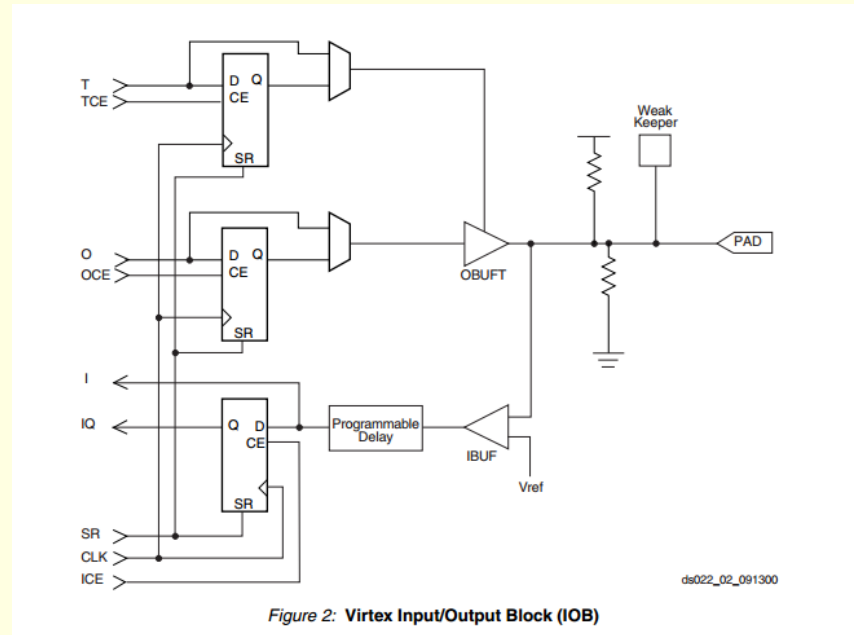 T
TCE
D Q
CE
SR
Weak
Keeper
O
OCE
D Q
CE
SR
OBUFT
PAD
I
IQ
Q D
CE
SR
Programmable
Delay
IBUF
Vref
SR
CLK
ICE
ds022_02_091300
Figure 2: Virtex Input/Output Block (IOB)